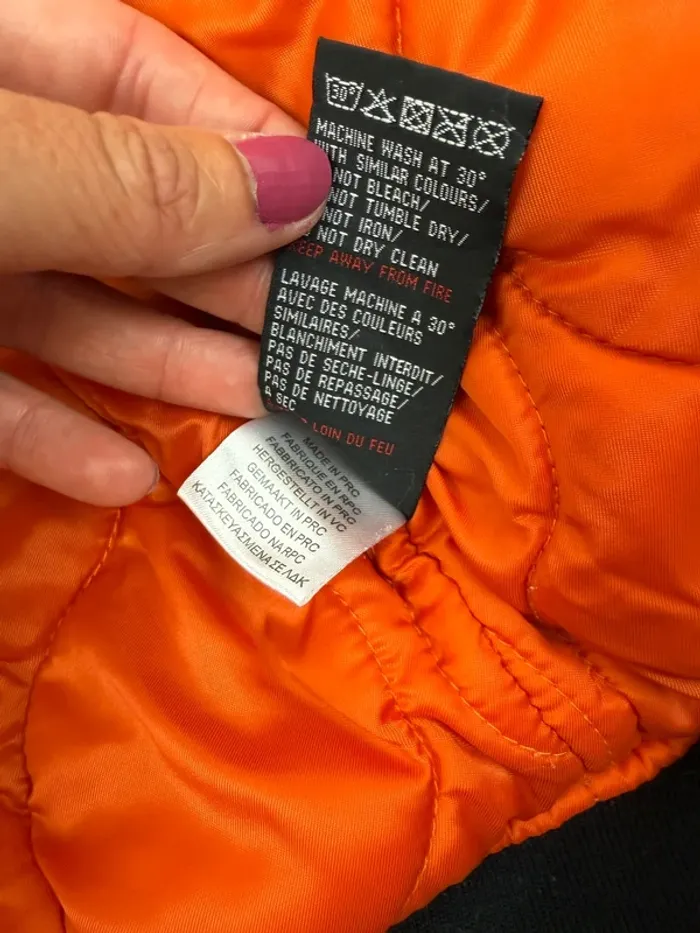 30°
MACHINE WASH AT 30°
WITH SIMILAR COLOURS/
NOT BLEACH/
NOT TUMBLE DRY/
NOT IRON/
NOT DRY CLEAN
KEEP AWAY FROM FIRE
LAVAGE MACHINE A 30°
AVEC DES COULEURS
SIMILAIRES/
BLANCHIMENT INTERDIT/
PAS DE SECHE-LINGE/
PAS DE REPASSAGE/
PAS DE NETTOYAGE
A SEC
LOIN DU FEU
MADE IN PRC
FABRIQUE EN RPC
FABBRICATO IN PRC
HERGESTELLT IN VC
GEMAAKT IN PRC
FABRICADO EN PRC
FABRICADO NA RPC
ΚΑΤΑΣΚΕΥΑΣΜΕΝΑ ΣΕ ΛΔΚ